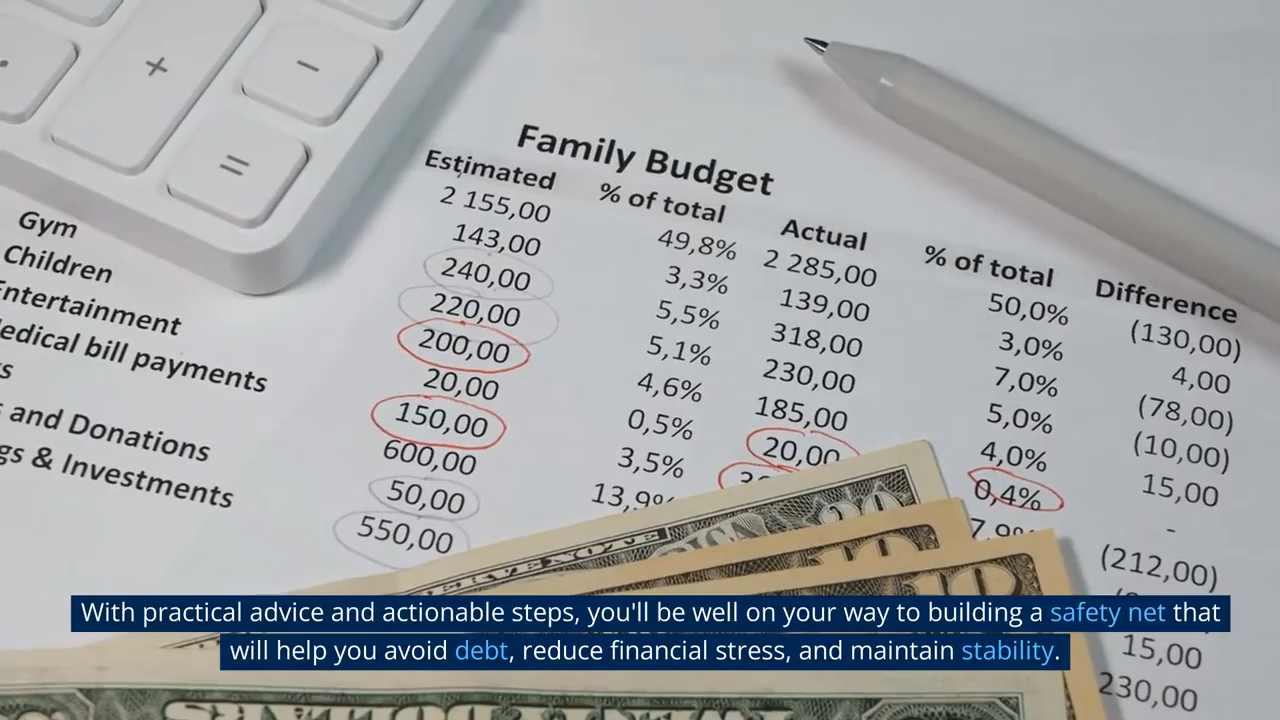 +
−
=
Family Budget
Estimated % of total Actual % of total Difference
2 155,00 49,8% 2 285,00 50,0% (130,00)
Gym 143,00 3,3% 139,00 3,0% 4,00
Children 240,00 5,5% 318,00 7,0% (78,00)
220,00 5,1% 230,00 5,0% (10,00)
bill payments 200,00 4,6% 185,00 4,0% 15,00
20,00 0,5% 20,00 0,4% -
and Donations 150,00 3,5% (212,00)
& Investments 600,00
50,00 15,00
550,00 230,00
20
10
10
With practical advice and actionable steps, you'll be well on your way to building a safety net that
will help you avoid debt, reduce financial stress, and maintain stability.